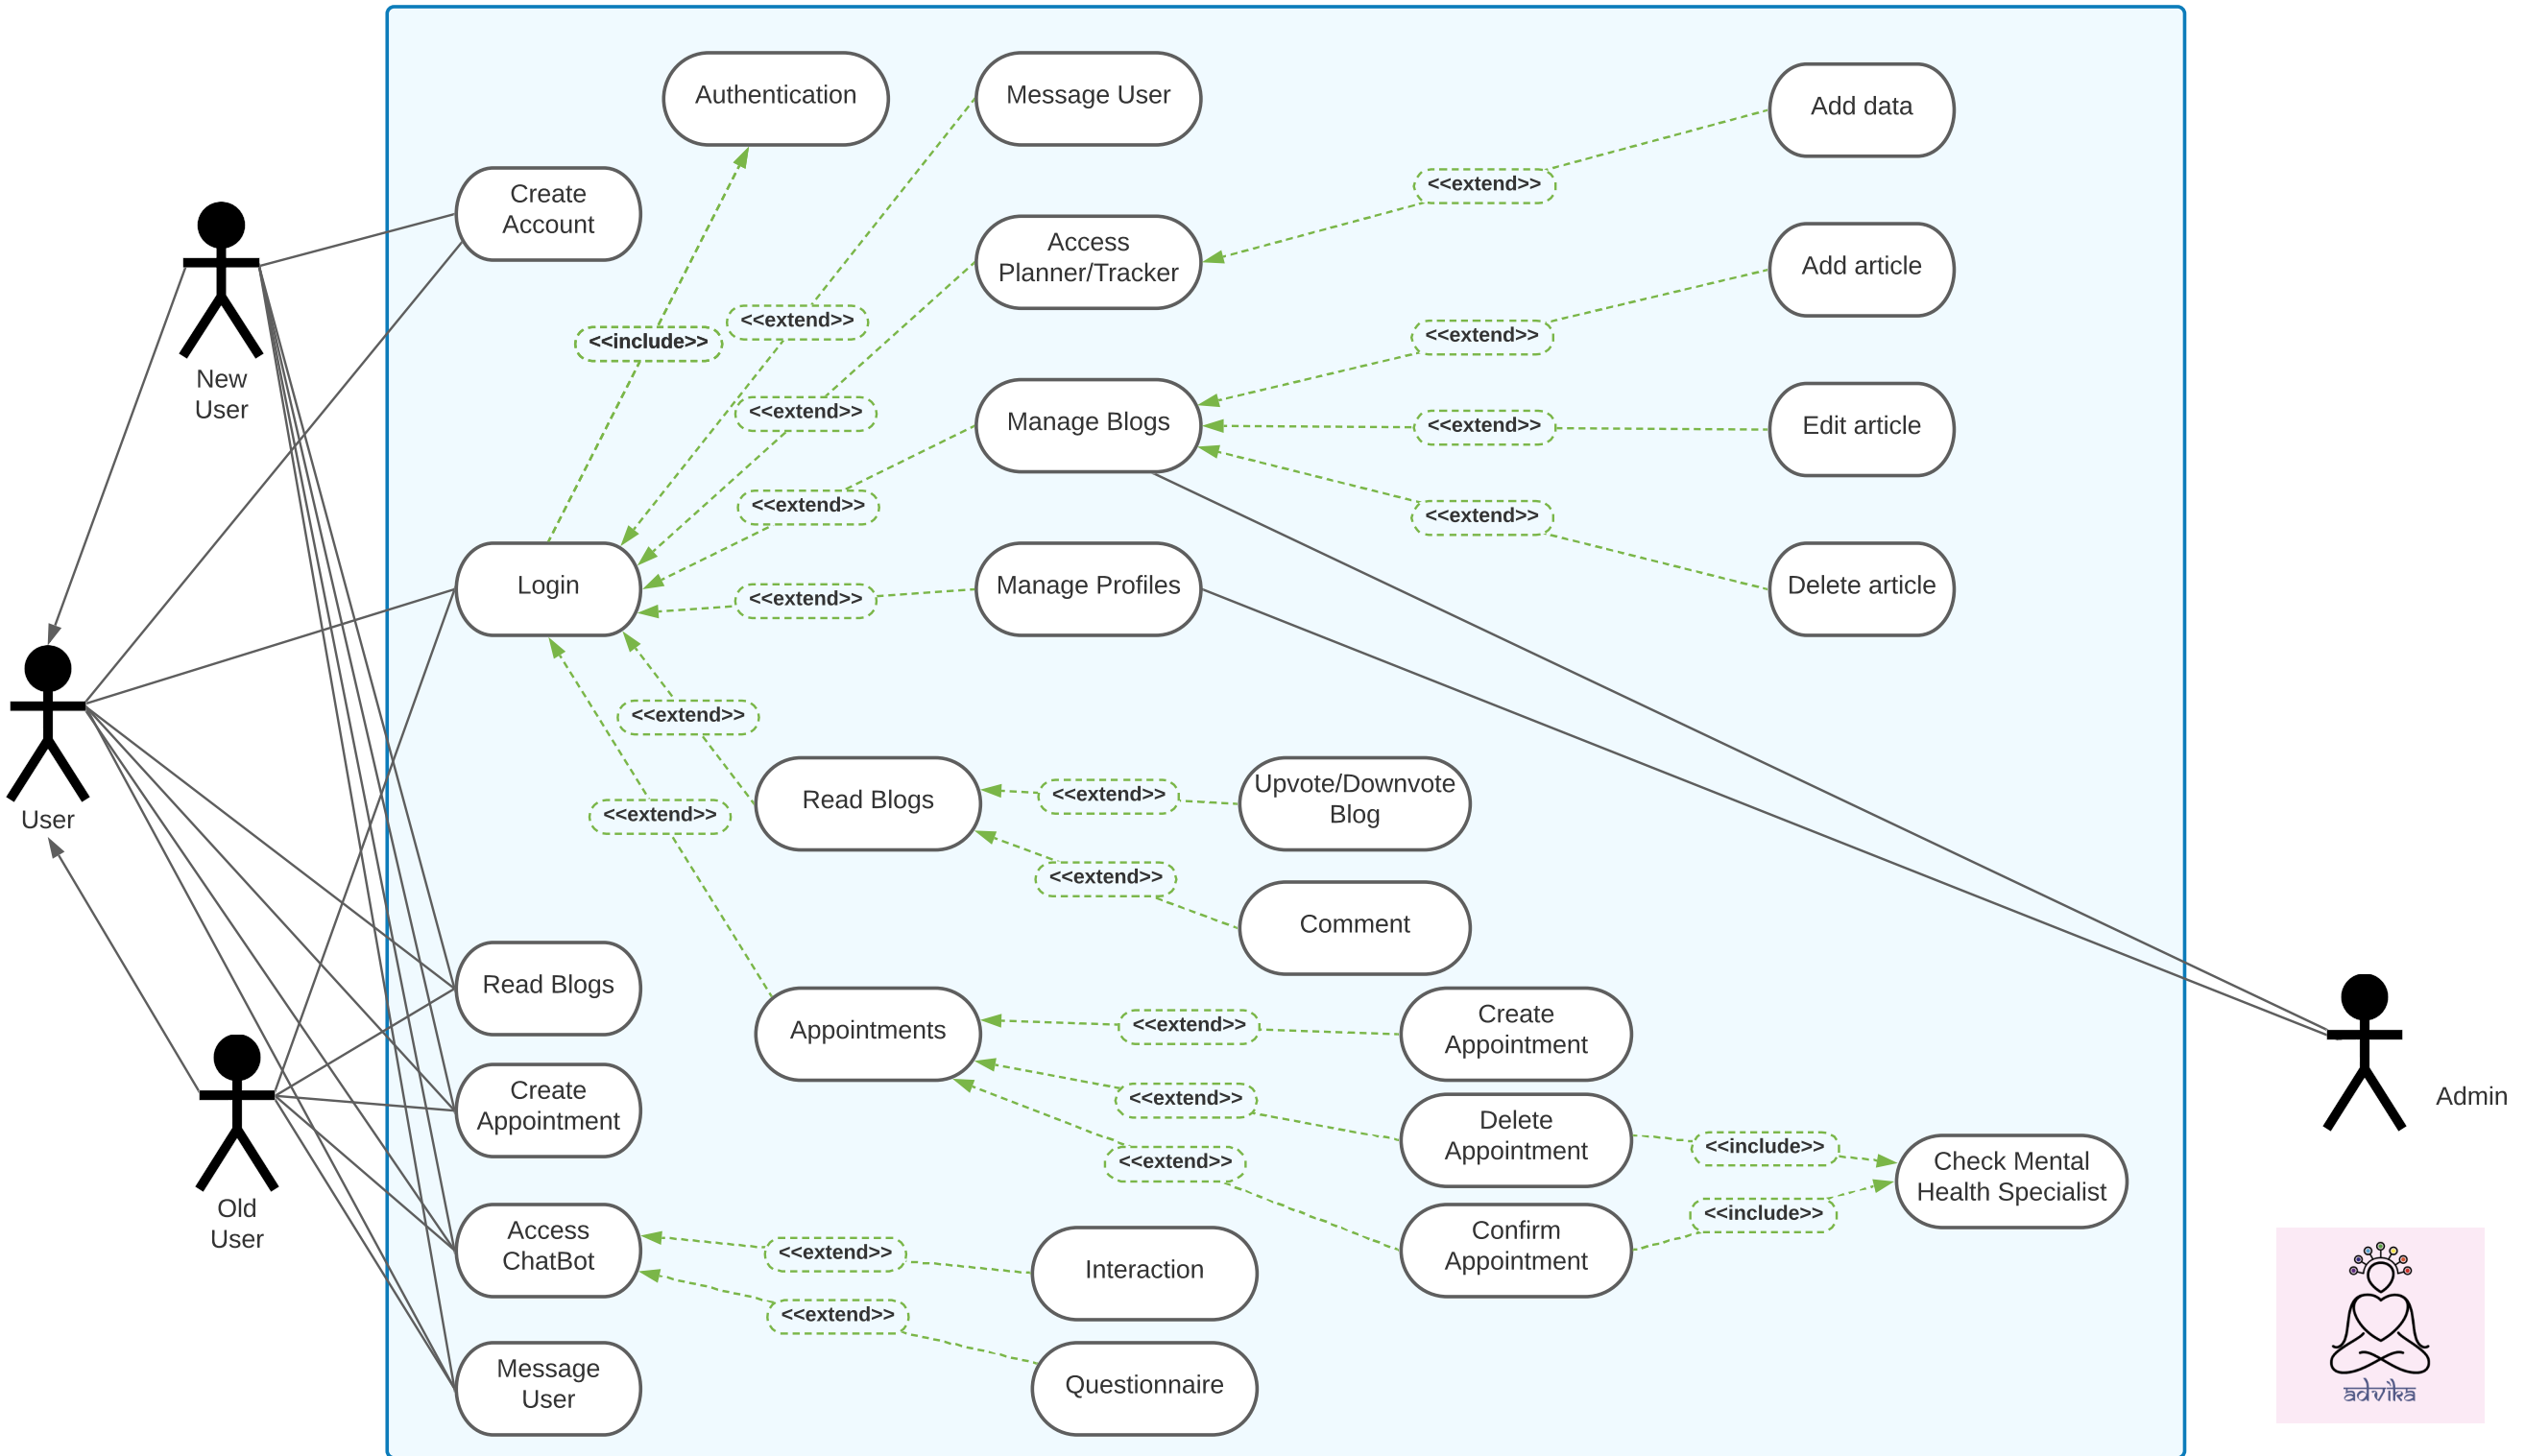 Authentication
Message User
Add data
Create
Account
<<extend>>
Access
Planner/Tracker
Add article
<<extend>>
<<include>>
<<extend>>
New
User
<<extend>>
Manage Blogs
<<extend>>
Edit article
<<extend>>
<<extend>>
Login
<<extend>>
Manage Profiles
Delete article
<<extend>>
User
<<extend>>
Read Blogs
<<extend>>
Upvote/Downvote
Blog
<<extend>>
Comment
Read Blogs
Appointments
<<extend>>
Create
Appointment
Create
Appointment
<<extend>>
Delete
Appointment
Admin
<<extend>>
<<include>>
Check Mental
Health Specialist
Old
User
<<include>>
Access
ChatBot
<<extend>>
Interaction
Confirm
Appointment
<<extend>>
Message
User
Questionnaire
advika